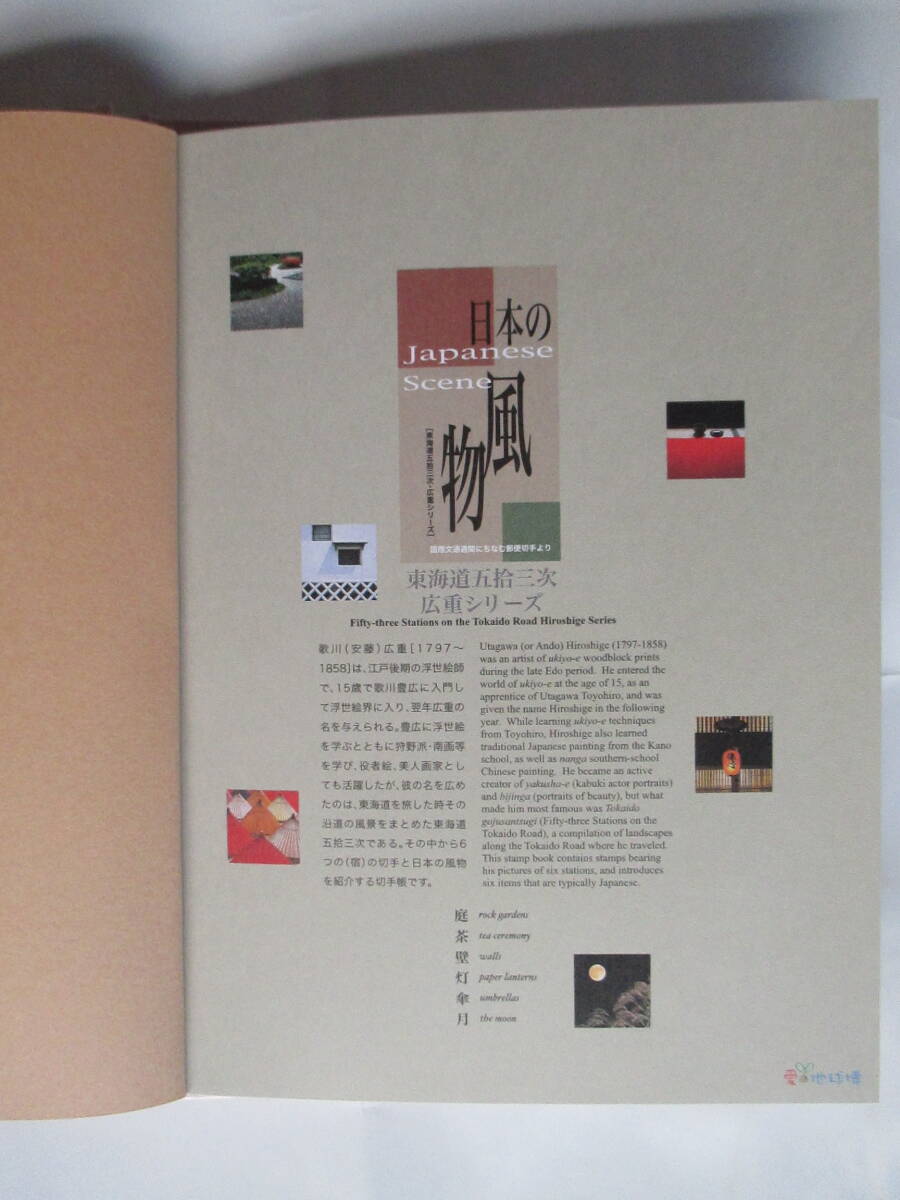 日本の
Japanese
Scene
風
物
[東海道五拾三次・広重シリーズ]
国際文通週間にちなむ郵便切手より
東海道五拾三次
広重シリーズ
Fifty-three Stations on the Tokaido Road Hiroshige Series
歌川(安藤)広重[1797〜
1858]は、江戸後期の浮世絵師
で、15歳で歌川豊広に入門し
て浮世絵界に入り、翌年広重の
名を与えられる。豊広に浮世絵
を学ぶとともに狩野派・南画等
を学び、役者絵、美人画家とし
ても活躍したが、彼の名を広め
たのは、東海道を旅した時その
沿道の風景をまとめた東海道
五拾三次である。その中から6
つの(宿)の切手と日本の風物
を紹介する切手帳です。
Utagawa (or Ando) Hiroshige (1797-1858)
was an artist of ukiyo-e woodblock prints
during the late Edo period. He entered the
world of ukiyo-e at the age of 15, as an
apprentice of Utagawa Toyohiro, and was
given the name Hiroshige in the following
year. While learning ukiyo-e techniques
from Toyohiro, Hiroshige also learned
traditional Japanese painting from the Kano
school, as well as nanga southern-school
Chinese painting. He became an active
creator of yakusha-e (kabuki actor portraits)
and bijinga (portraits of beauty), but what
made him most famous was Tokaido
gojusantsugi (Fifty-three Stations on the
Tokaido Road), a compilation of landscapes
along the Tokaido Road where he traveled.
This stamp book contains stamps bearing
his pictures of six stations, and introduces
six items that are typically Japanese.
庭 rock gardens
茶 tea ceremony
壁 walls
灯 paper lanterns
傘 umbrellas
月 the moon
愛・地球博